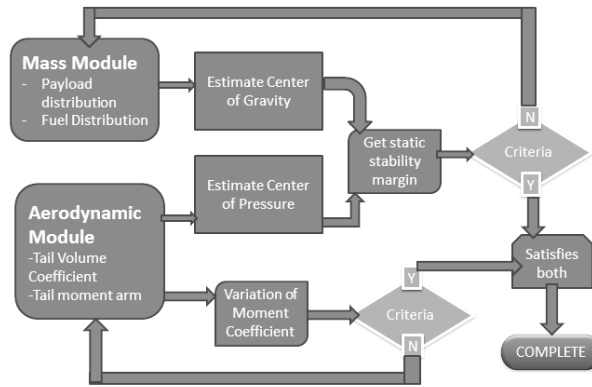 Mass Module
- Payload
distribution
- Fuel Distribution
Estimate Center
of Gravity
N
Get static
stability
margin
Criteria
Y
Estimate Center
of Pressure
Aerodynamic
Module
-Tail Volume
Coefficient
-Tail moment arm
Satisfies
both
Y
Variation of
Moment
Coefficient
Criteria
N
COMPLETE